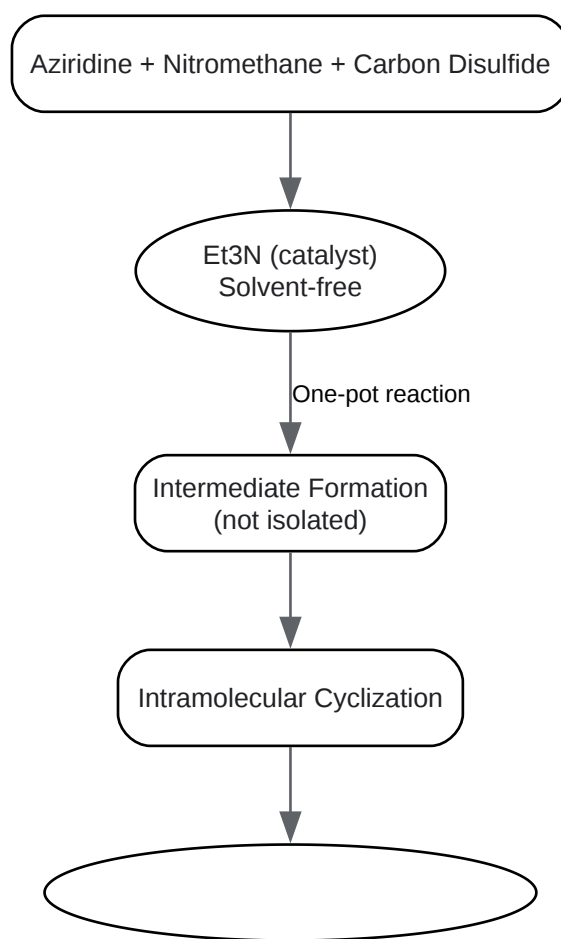 Aziridine + Nitromethane + Carbon Disulfide
Et3N (catalyst)
Solvent-free
One-pot reaction
Intermediate Formation
(not isolated)
Intramolecular Cyclization